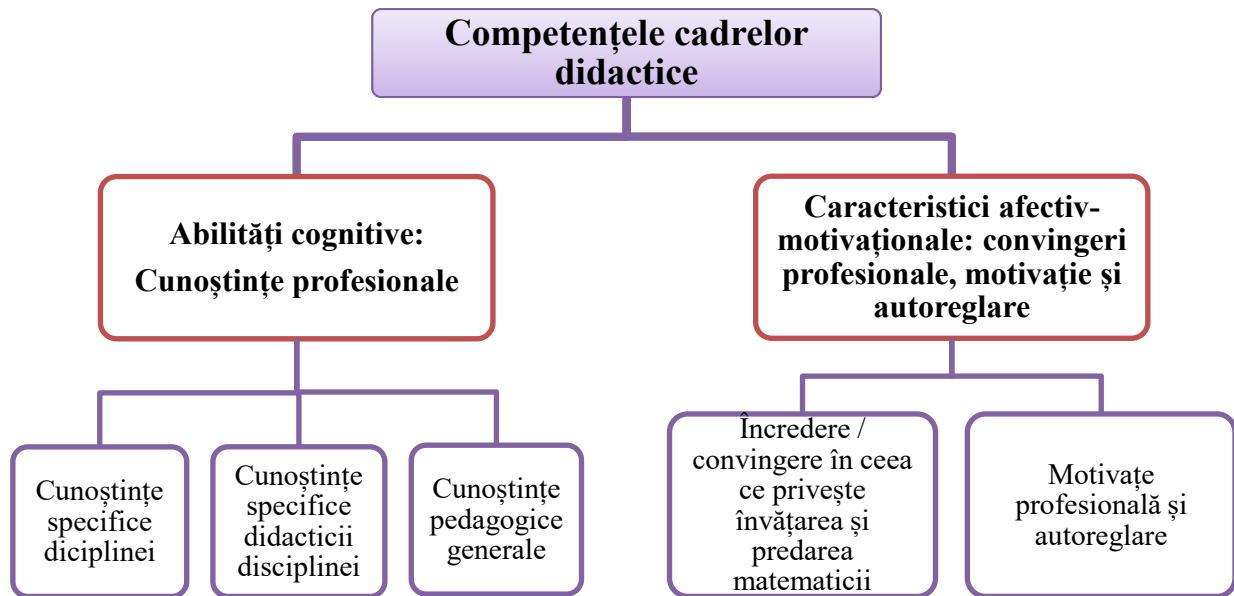 Competențele cadrelor
didactice
Abilități cognitive:
Cunoștințe profesionale
Caracteristici afectiv-
motivaționale: convingeri
profesionale, motivație și
autoreglare
Cunoștințe
specifice
diciplinei
Cunoștințe
specifice
didacticii
disciplinei
Cunoștințe
pedagogice
generale
Încredere /
convingere în ceea
ce privește
învățarea și
predarea
matematicii
Motivațe
profesională și
autoreglare